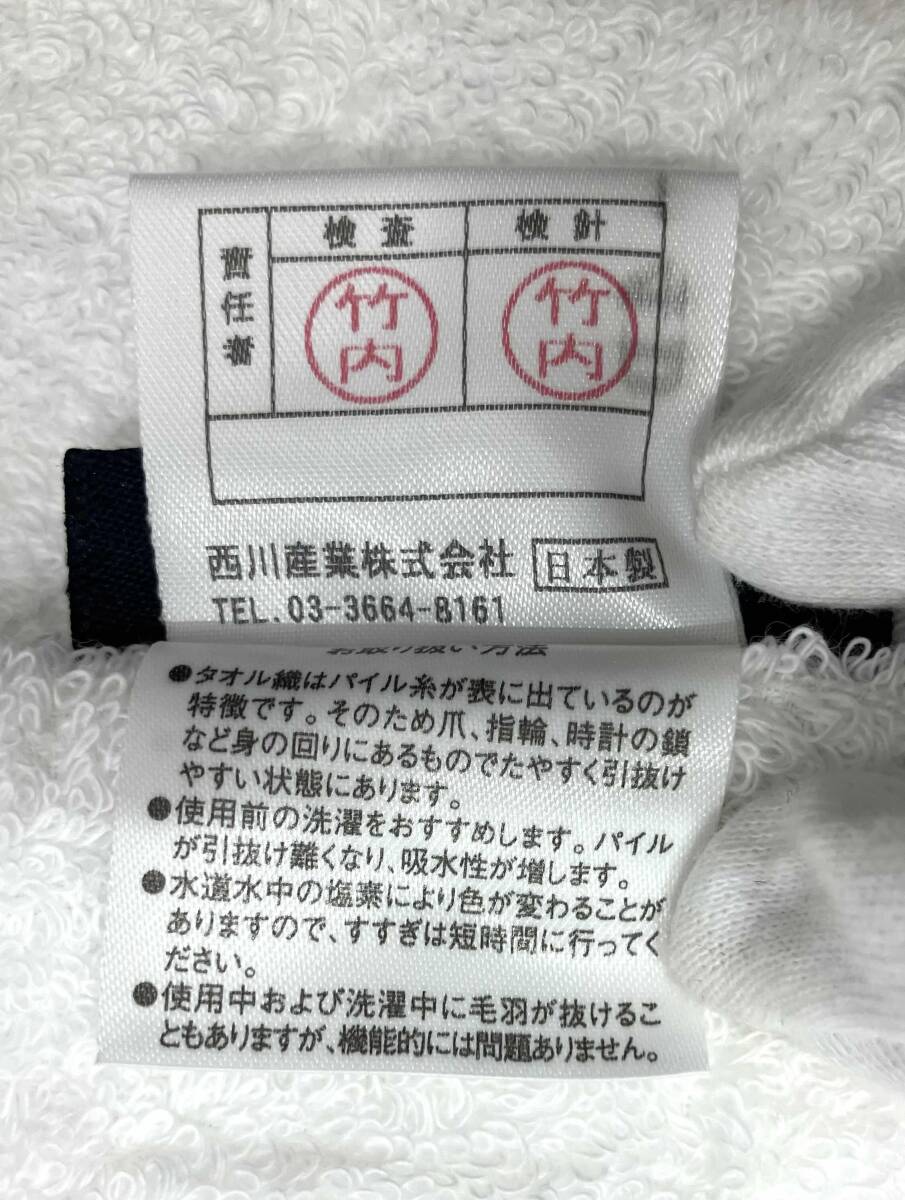 検査 検針
責任者
竹内 竹内
西川産業株式会社 日本製
TEL.03-3664-8161
お取り扱い方法
●タオル織はパイル糸が表に出ているのが
特徴です。そのため爪、指輪、時計の鎖
など身の回りにあるものでたやすく引抜け
やすい状態にあります。
●使用前の洗濯をおすすめします。パイル
が引抜け難くなり、吸水性が増します。
●水道水中の塩素により色が変わることが
ありますので、すすぎは短時間に行ってく
ださい。
●使用中および洗濯中に毛羽が抜けるこ
ともありますが、機能的には問題ありません。